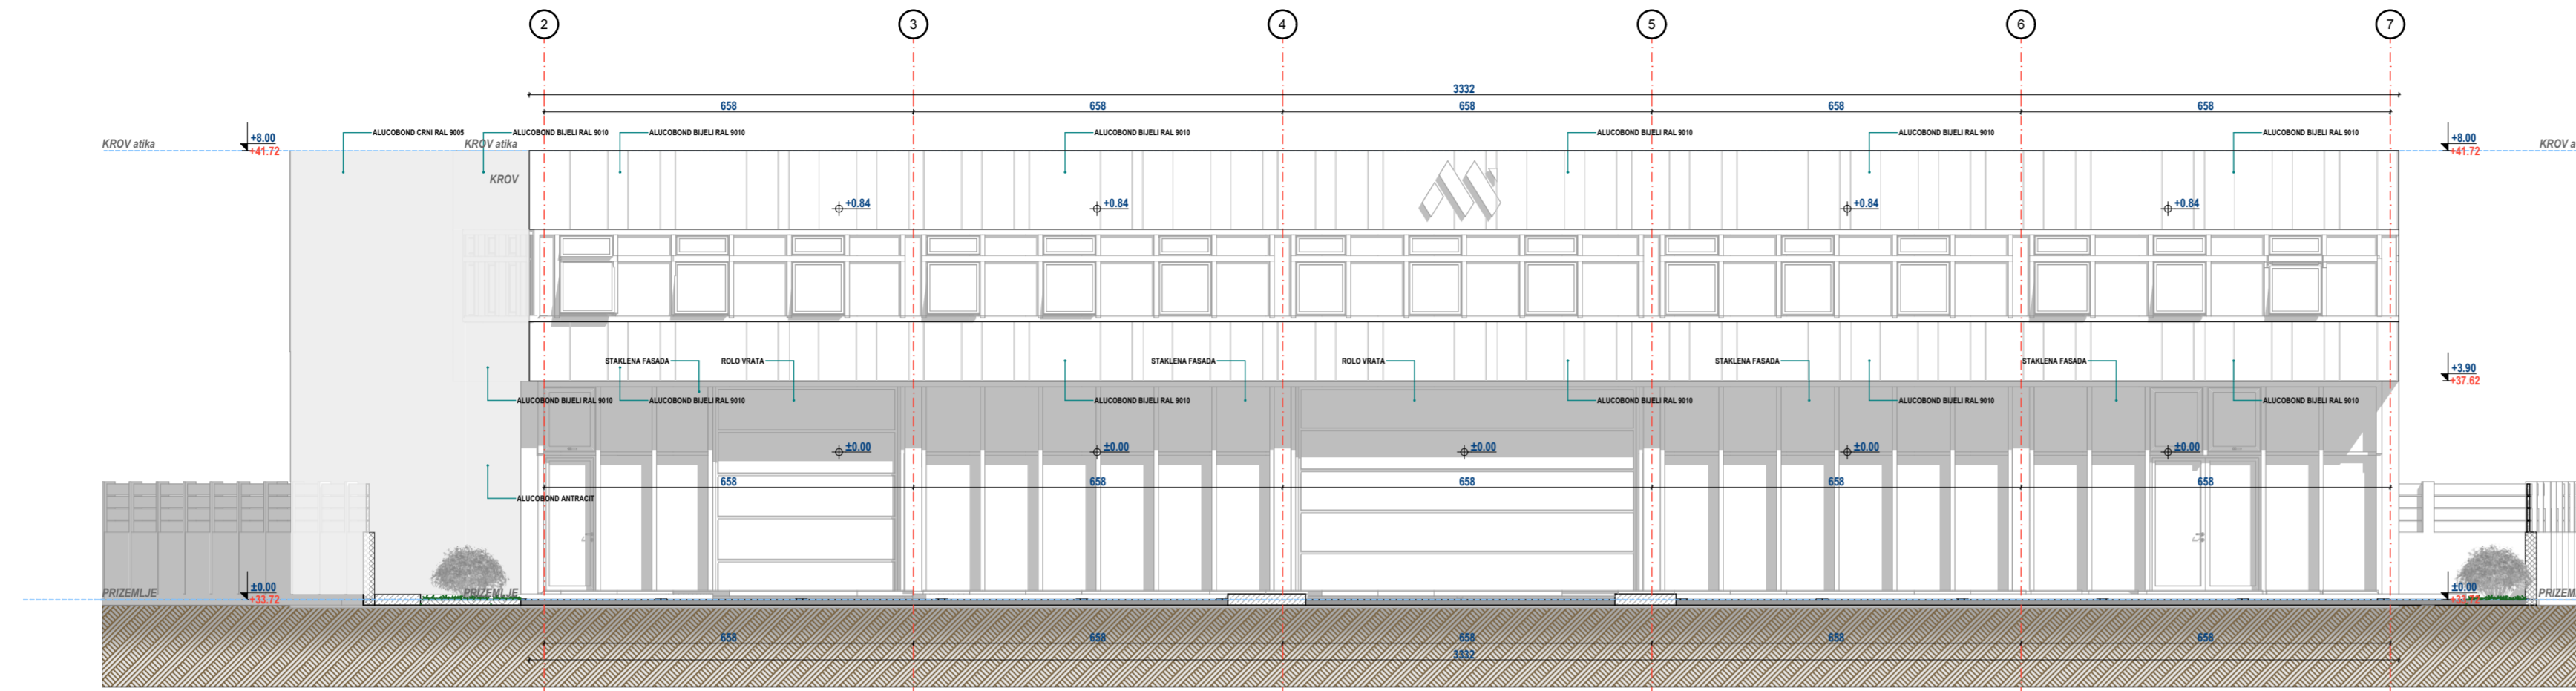 2 3 4 5 6 7
3332
658 658 658 658 658
ALUCOBOND CRNI RAL 9005 ALUCOBOND BIJELI RAL 9010 ALUCOBOND BIJELI RAL 9010 ALUCOBOND BIJELI RAL 9010 ALUCOBOND BIJELI RAL 9010 ALUCOBOND BIJELI RAL 9010 ALUCOBOND BIJELI RAL 9010
KROV atika +8.00 KROV atika +8.00 KROV a
+41.72 +41.72
KROV
+0.84 +0.84 +0.84 +0.84
STAKLENA FASADA ROLO VRATA STAKLENA FASADA ROLO VRATA STAKLENA FASADA STAKLENA FASADA
+3.90
+37.62
ALUCOBOND BIJELI RAL 9010 ALUCOBOND BIJELI RAL 9010 ALUCOBOND BIJELI RAL 9010 ALUCOBOND BIJELI RAL 9010 ALUCOBOND BIJELI RAL 9010 ALUCOBOND BIJELI RAL 9010
±0.00 ±0.00 ±0.00 ±0.00 ±0.00
658 658 658 658 658
ALUCOBOND ANTRACIT
PRIZEMLJE ±0.00 PRIZEMLJE ±0.00 PRIZEM
+33.72 +33.72
658 658 658 658 658
3332